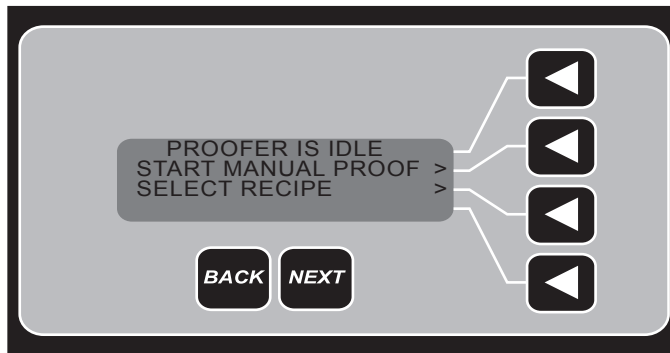 PROOFER IS IDLE
START MANUAL PROOF >
SELECT RECIPE >
BACK NEXT